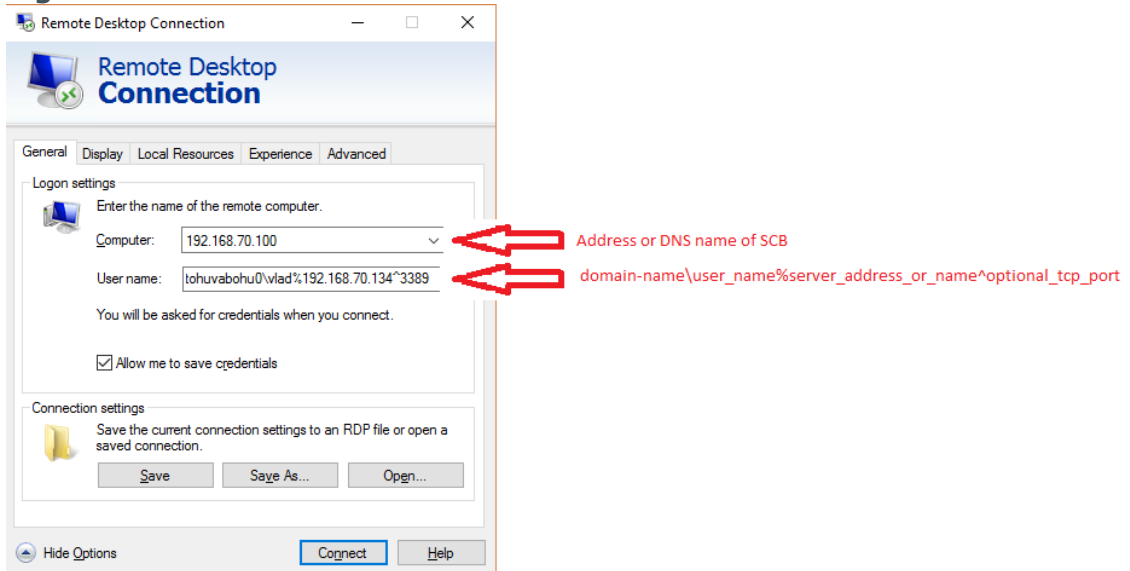 Remote Desktop Connection
Remote Desktop
Connection
General Display Local Resources Experience Advanced
Logon settings
Enter the name of the remote computer.
Computer: 192.168.70.100
Address or DNS name of SCB
User name: tohuvabohu0\vlad%192.168.70.134^3389
domain-name\user_name%server_address_or_name^optional_tcp_port
You will be asked for credentials when you connect.
Allow me to save credentials
Connection settings
Save the current connection settings to an RDP file or open a
saved connection.
Save Save As... Open...
Hide Options Connect Help